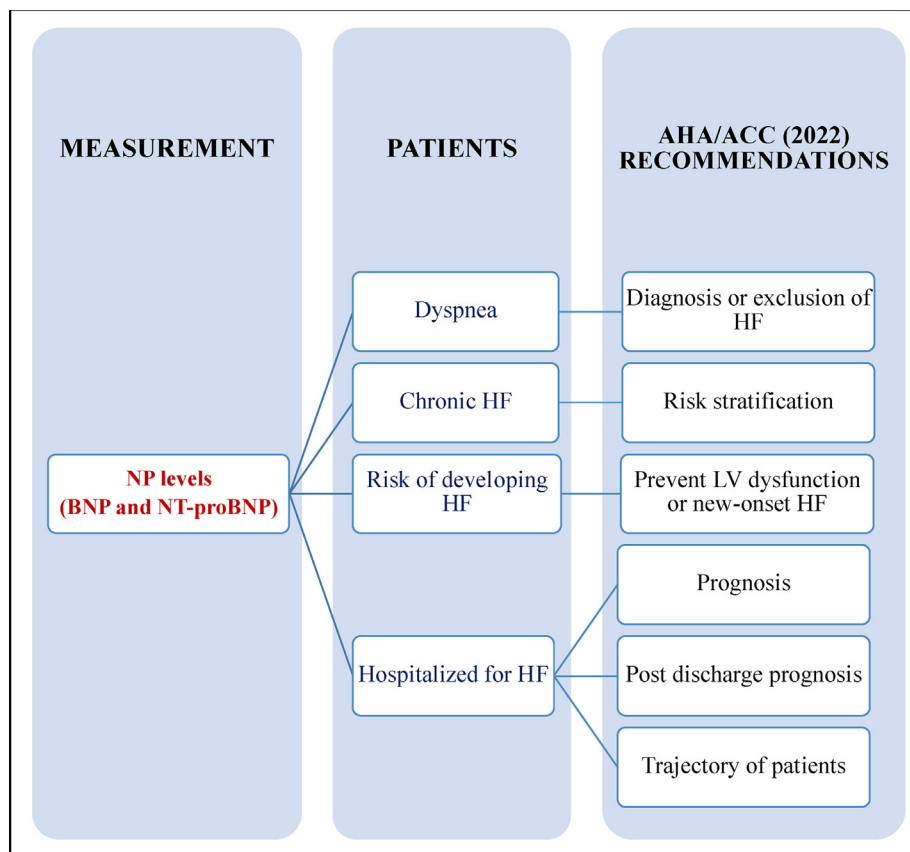 MEASUREMENT
PATIENTS
AHA/ACC (2022)
RECOMMENDATIONS
NP levels
(BNP and NT-proBNP)
Dyspnea
Diagnosis or exclusion of
HF
Chronic HF
Risk stratification
Risk of developing
HF
Prevent LV dysfunction
or new-onset HF
Hospitalized for HF
Prognosis
Post discharge prognosis
Trajectory of patients